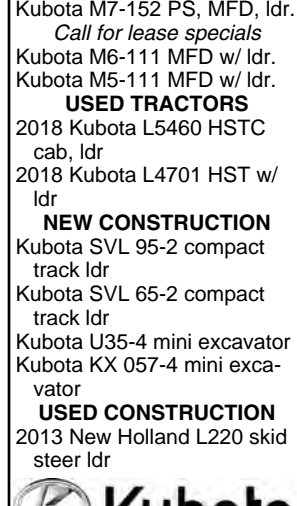 Kubota M7-152 PS, MFD, ldr.
Call for lease specials
Kubota M6-111 MFD w/ ldr.
Kubota M5-111 MFD w/ ldr.
USED TRACTORS
2018 Kubota L5460 HSTC
cab, ldr
2018 Kubota L4701 HST w/
ldr
NEW CONSTRUCTION
Kubota SVL 95-2 compact
track ldr
Kubota SVL 65-2 compact
track ldr
Kubota U35-4 mini excavator
Kubota KX 057-4 mini exca-
vator
USED CONSTRUCTION
2013 New Holland L220 skid
steer ldr
Kubota